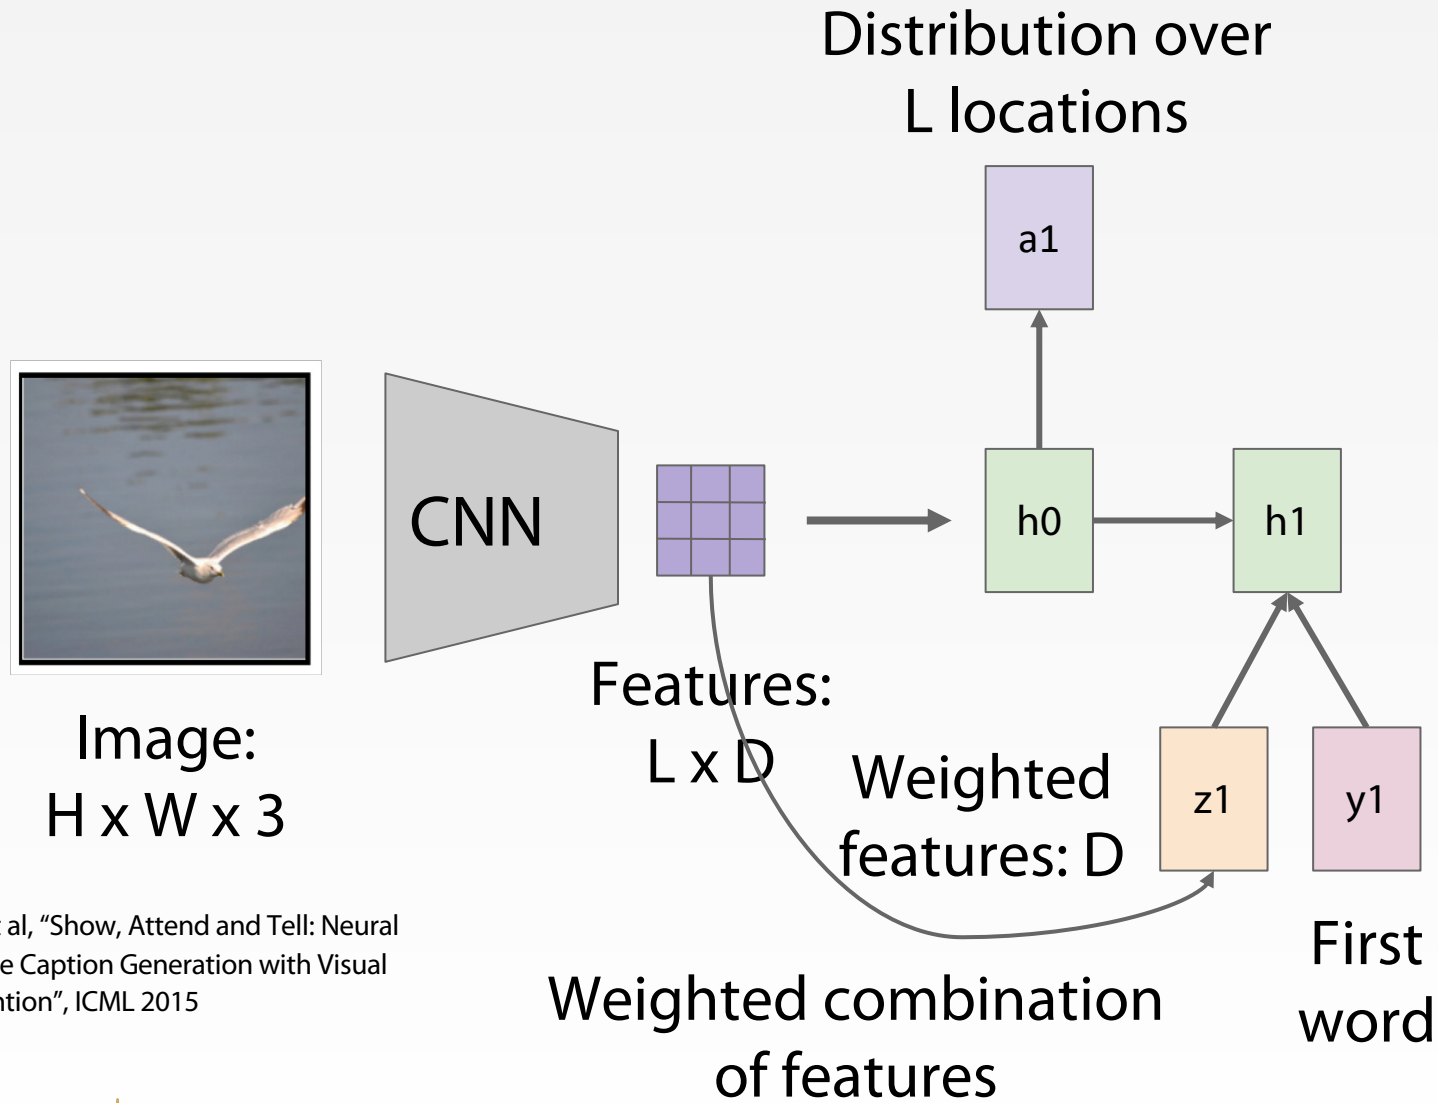 Distribution over
L locations
a1
CNN
h0
h1
Features:
L x D
Image:
H x W x 3
Weighted
features: D
z1
y1
First
word
Weighted combination
of features
al, “Show, Attend and Tell: Neural
Caption Generation with Visual
ICML 2015